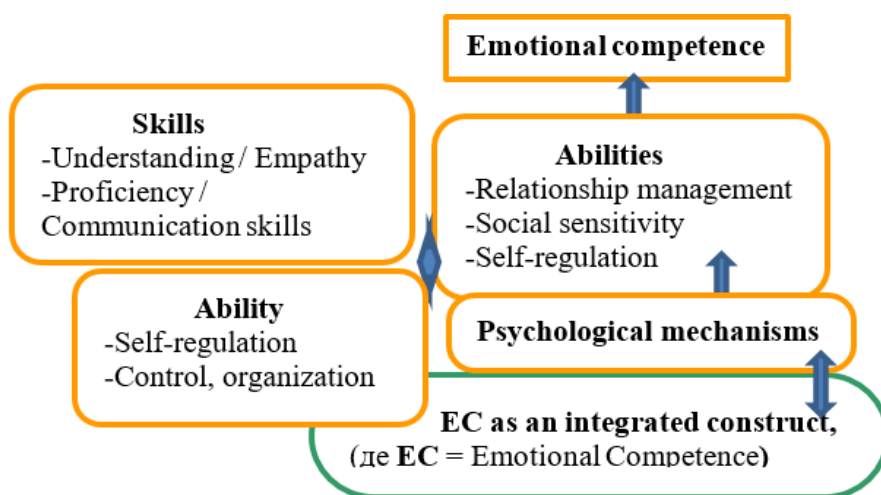 Emotional competence
Skills
-Understanding / Empathy
-Proficiency /
Communication skills
Abilities
-Relationship management
-Social sensitivity
-Self-regulation
Ability
-Self-regulation
-Control, organization
Psychological mechanisms
EC as an integrated construct,
(де EC = Emotional Competence)